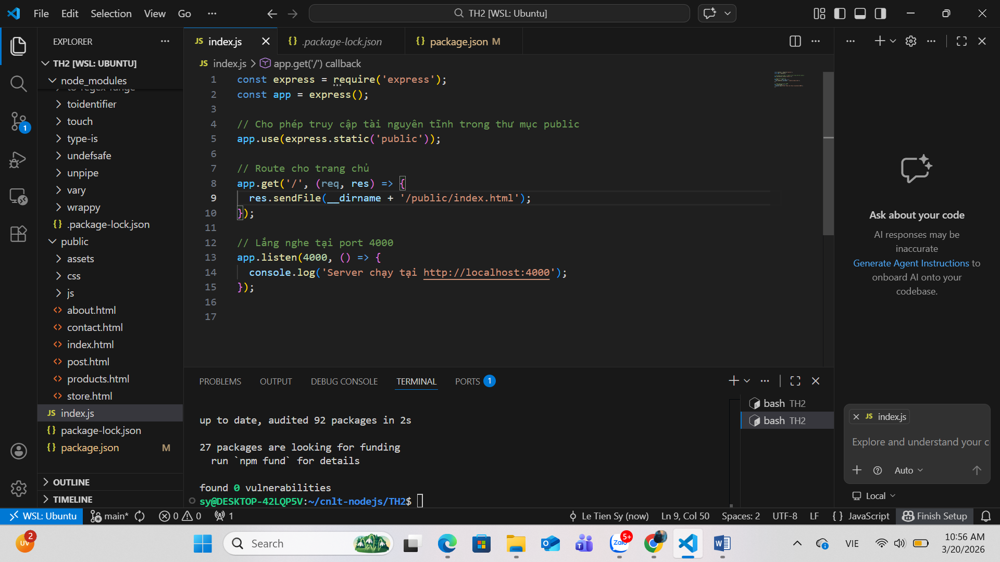 File Edit Selection View Go ···
TH2 [WSL: Ubuntu]
EXPLORER
TH2 [WSL: UBUNTU]
node_modules
to-regex-range
toidentifier
touch
type-is
undefsafe
unpipe
vary
wrappy
{} .package-lock.json
public
assets
css
js
<> about.html
<> contact.html
<> index.html
<> post.html
<> products.html
<> store.html
JS index.js
{} package-lock.json
{} package.json M
OUTLINE
TIMELINE
1
JS index.js
{} .package-lock.json
{} package.json M
JS index.js > app.get('/') callback
1 const express = require('express');
2 const app = express();
3
4 // Cho phép truy cập tài nguyên tĩnh trong thư mục public
5 app.use(express.static('public'));
6
7 // Route cho trang chủ
8 app.get('/', (req, res) => {
9 res.sendFile(__dirname + '/public/index.html');
10 });
11
12 // Lắng nghe tại port 4000
13 app.listen(4000, () => {
14 console.log('Server chạy tại http://localhost:4000');
15 });
16
17
PROBLEMS OUTPUT DEBUG CONSOLE TERMINAL PORTS 1
up to date, audited 92 packages in 2s
27 packages are looking for funding
run `npm fund` for details
found 0 vulnerabilities
sy@DESKTOP-42LQP5V:~/cnlt-nodejs/TH2$
bash TH2
bash TH2
Ask about your code
AI responses may be
inaccurate
Generate Agent Instructions to
onboard AI onto your
codebase.
JS index.js
Explore and understand your c
Auto
Local
WSL: Ubuntu main* 0 0 1
Le Tien Sy (now) Ln 9, Col 50 Spaces: 2 UTF-8 LF {} JavaScript Finish Setup
UV 2
Search
Zalo 5+
VIE
10:56 AM
3/20/2026